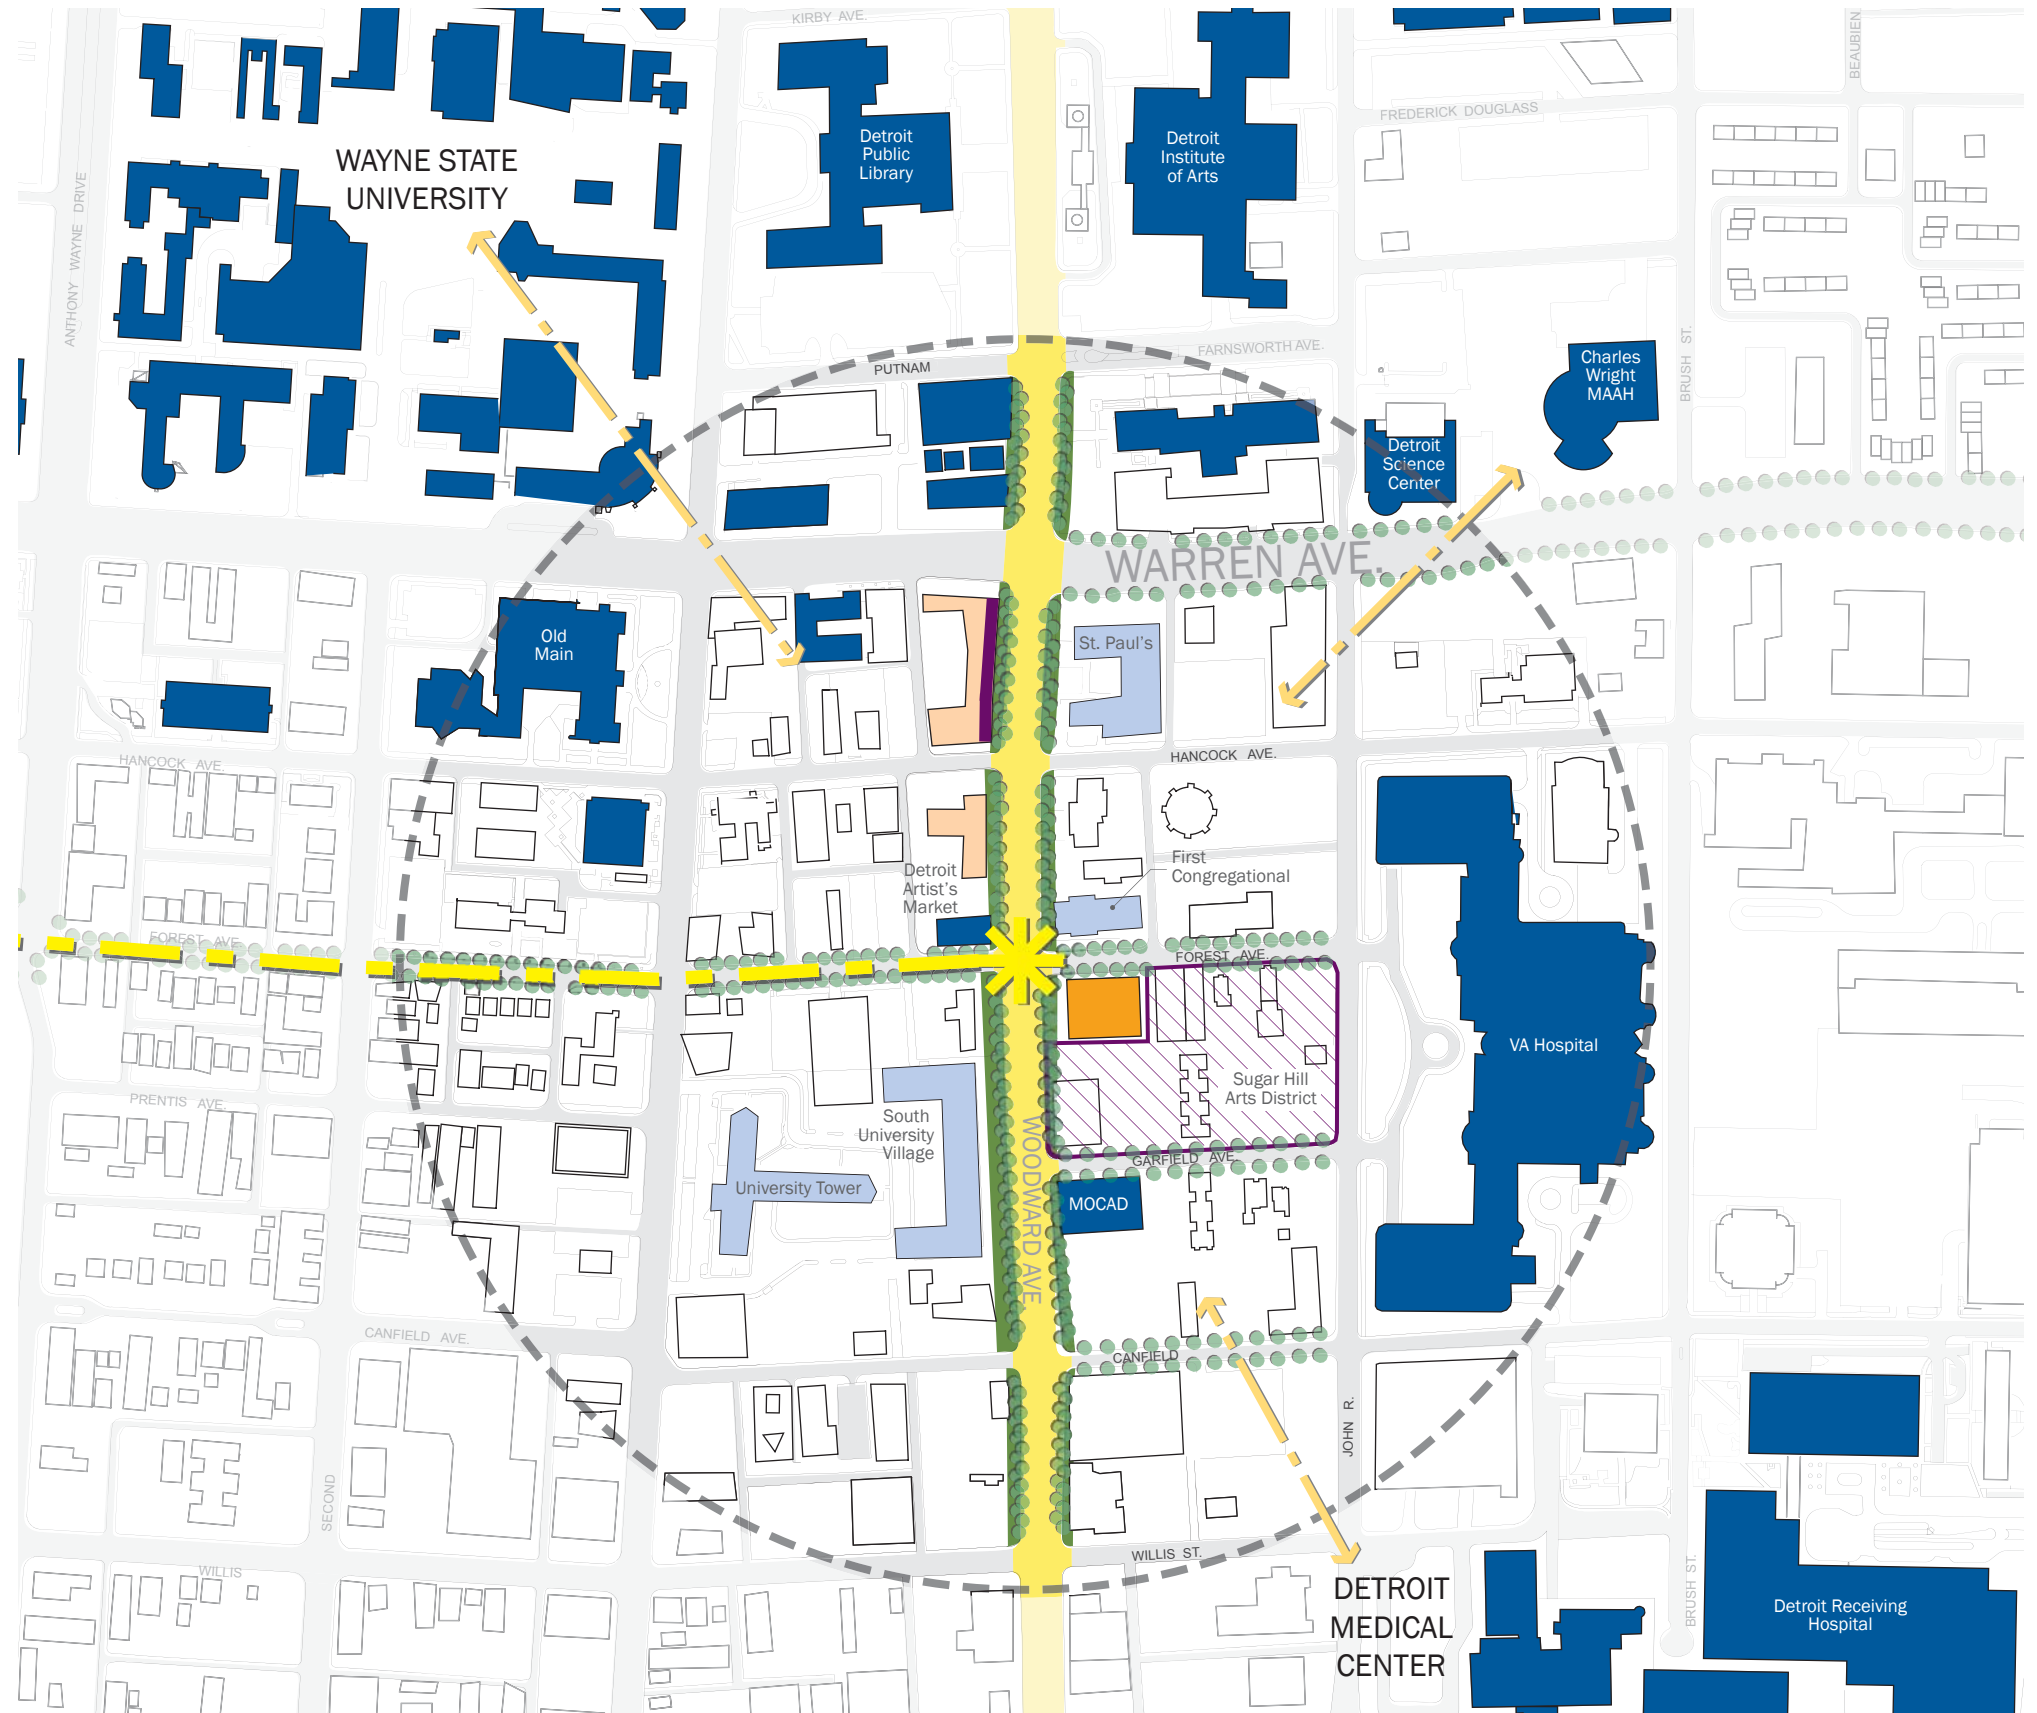 KIRBY AVE.
BEAUBIEN
FREDERICK DOUGLASS
Detroit
Public
Library
Detroit
Institute
of Arts
WAYNE STATE
UNIVERSITY
ANTHONY WAYNE DRIVE
FARNSWORTH AVE.
PUTNAM
BRUSH ST.
Charles
Wright
MAAH
Detroit
Science
Center
WARREN AVE.
Old
Main
St. Paul's
HANCOCK AVE
HANCOCK AVE.
Detroit
Artist's
Market
First
Congregational
FOREST AVE.
FOREST AVE.
VA Hospital
Sugar Hill
Arts District
PRENTIS AVE.
South
University
Village
WOODWARD AVE
GARFIELD AVE.
University Tower
MOCAD
CANFIELD AVE.
CANFIELD
JOHN R.
SECOND
WILLIS ST.
WILLIS
BRUSH ST.
DETROIT
MEDICAL
CENTER
Detroit Receiving
Hospital